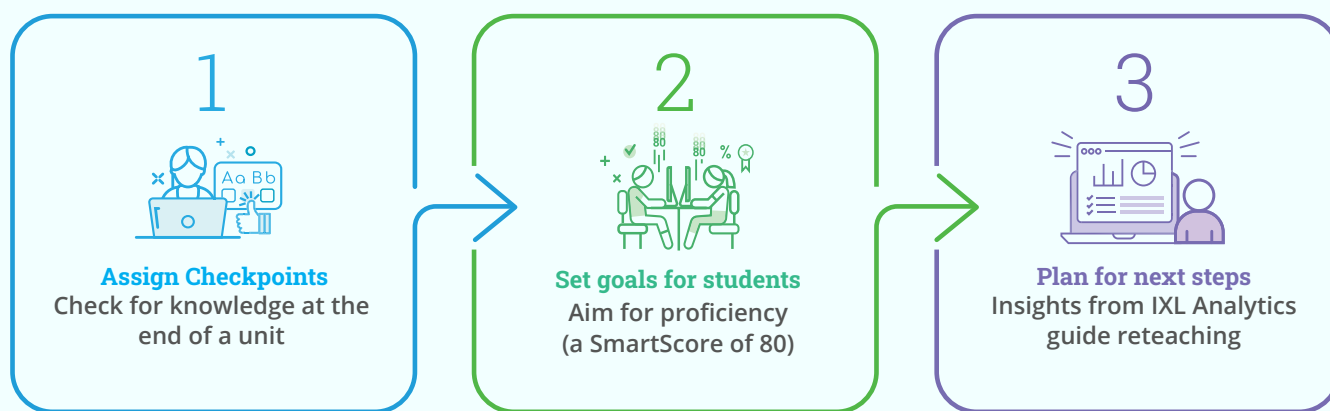 1
Aa Bb
Assign Checkpoints
Check for knowledge at the
end of a unit
2
80
80
%
Set goals for students
Aim for proficiency
(a SmartScore of 80)
3
Plan for next steps
Insights from IXL Analytics
guide reteaching